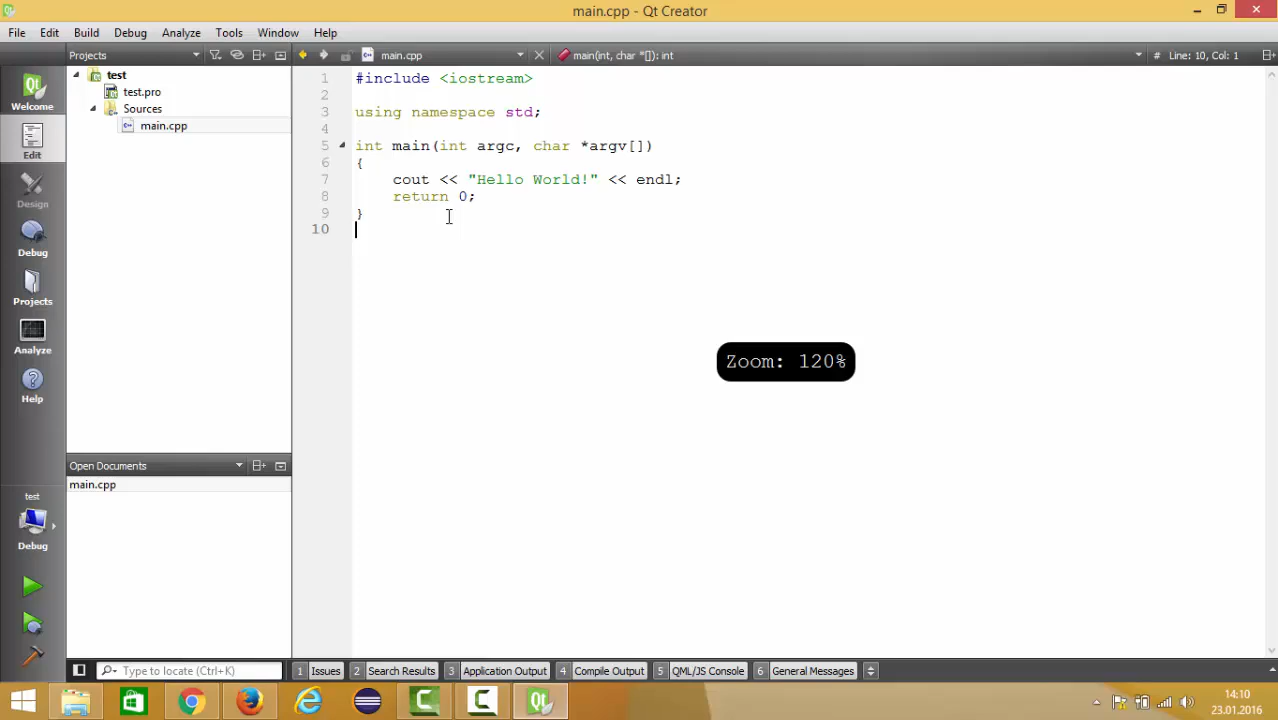 main.cpp - Qt Creator
File Edit Build Debug Analyze Tools Window Help
Projects
main.cpp
main(int, char *[]): int
# Line: 10, Col: 1
Qt
Welcome
Edit
Design
Debug
Projects
Analyze
Help
test
test.pro
Sources
main.cpp
1 #include <iostream>
2
3 using namespace std;
4
5 int main(int argc, char *argv[])
6 {
7 cout << "Hello World!" << endl;
8 return 0;
9 }
10
Zoom: 120%
Open Documents
main.cpp
test
Debug
Type to locate (Ctrl+K)
1 Issues 2 Search Results 3 Application Output 4 Compile Output 5 QML/JS Console 6 General Messages
14:10
23.01.2016